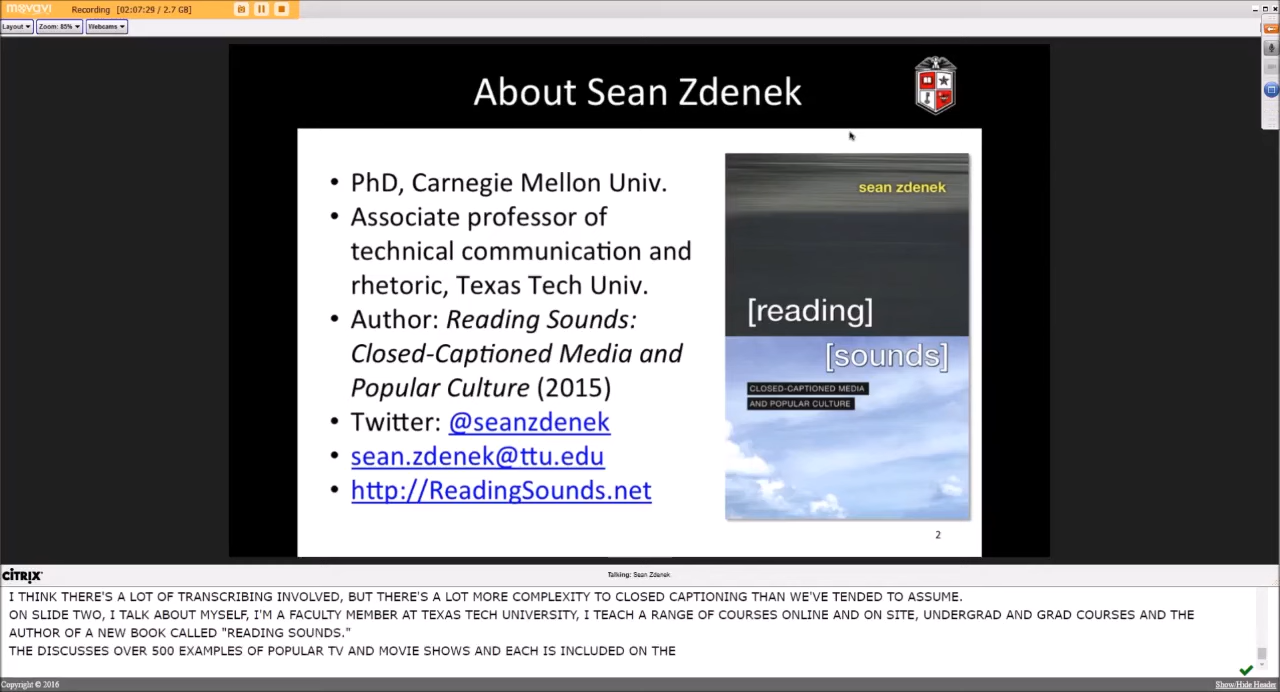 movavi
Recording [02:07:29 / 2.7 GB]
Layout Zoom: 85% Webcams
About Sean Zdenek
• PhD, Carnegie Mellon Univ.
• Associate professor of
technical communication and
rhetoric, Texas Tech Univ.
• Author: Reading Sounds:
Closed-Captioned Media and
Popular Culture (2015)
• Twitter: @seanzdenek
• sean.zdenek@ttu.edu
• http://ReadingSounds.net
sean zdenek
[reading]
[sounds]
CLOSED-CAPTIONED MEDIA
AND POPULAR CULTURE
2
CiTRIX
Talking: Sean Zdenek
I THINK THERE'S A LOT OF TRANSCRIBING INVOLVED, BUT THERE'S A LOT MORE COMPLEXITY TO CLOSED CAPTIONING THAN WE'VE TENDED TO ASSUME.
ON SLIDE TWO, I TALK ABOUT MYSELF, I'M A FACULTY MEMBER AT TEXAS TECH UNIVERSITY, I TEACH A RANGE OF COURSES ONLINE AND ON SITE, UNDERGRAD AND GRAD COURSES AND THE
AUTHOR OF A NEW BOOK CALLED "READING SOUNDS."
THE DISCUSSES OVER 500 EXAMPLES OF POPULAR TV AND MOVIE SHOWS AND EACH IS INCLUDED ON THE
Copyright © 2016
Show/Hide Header